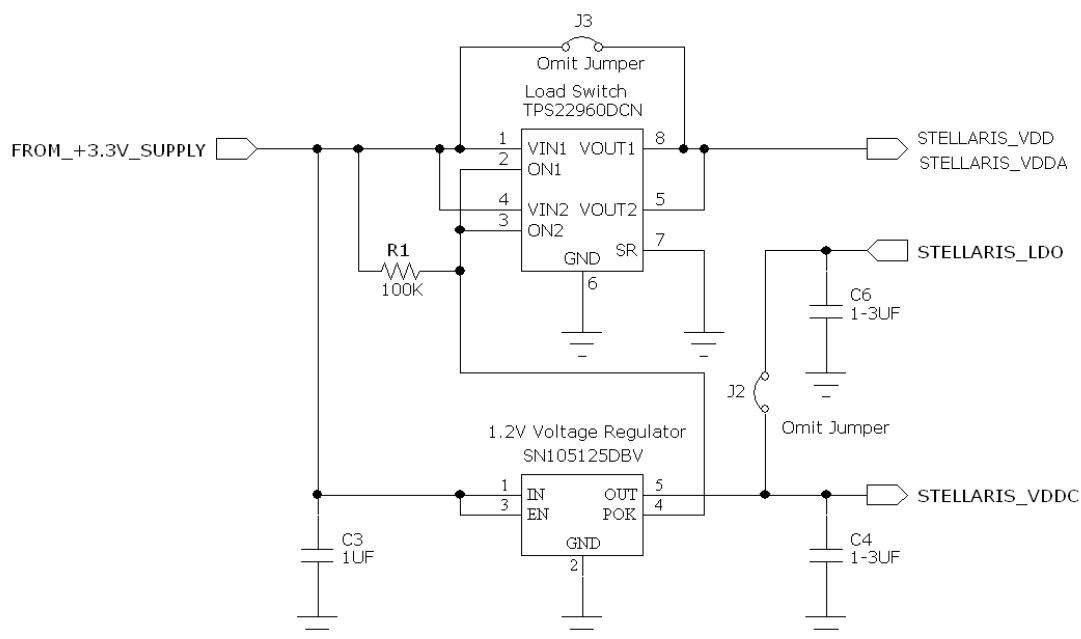 J3
Omit Jumper
Load Switch
TPS22960DCN
FROM_+3.3V_SUPPLY
1 VIN1 VOUT1 8
2 ON1
STELLARIS_VDD
STELLARIS_VDDA
4 VIN2 VOUT2 5
3 ON2
SR 7
GND
6
R1
100K
STELLARIS_LDO
C6
1-3UF
J2
Omit Jumper
1.2V Voltage Regulator
SN105125DBV
1 IN OUT 5
3 EN POK 4
GND
2
STELLARIS_VDDC
C3
1UF
C4
1-3UF